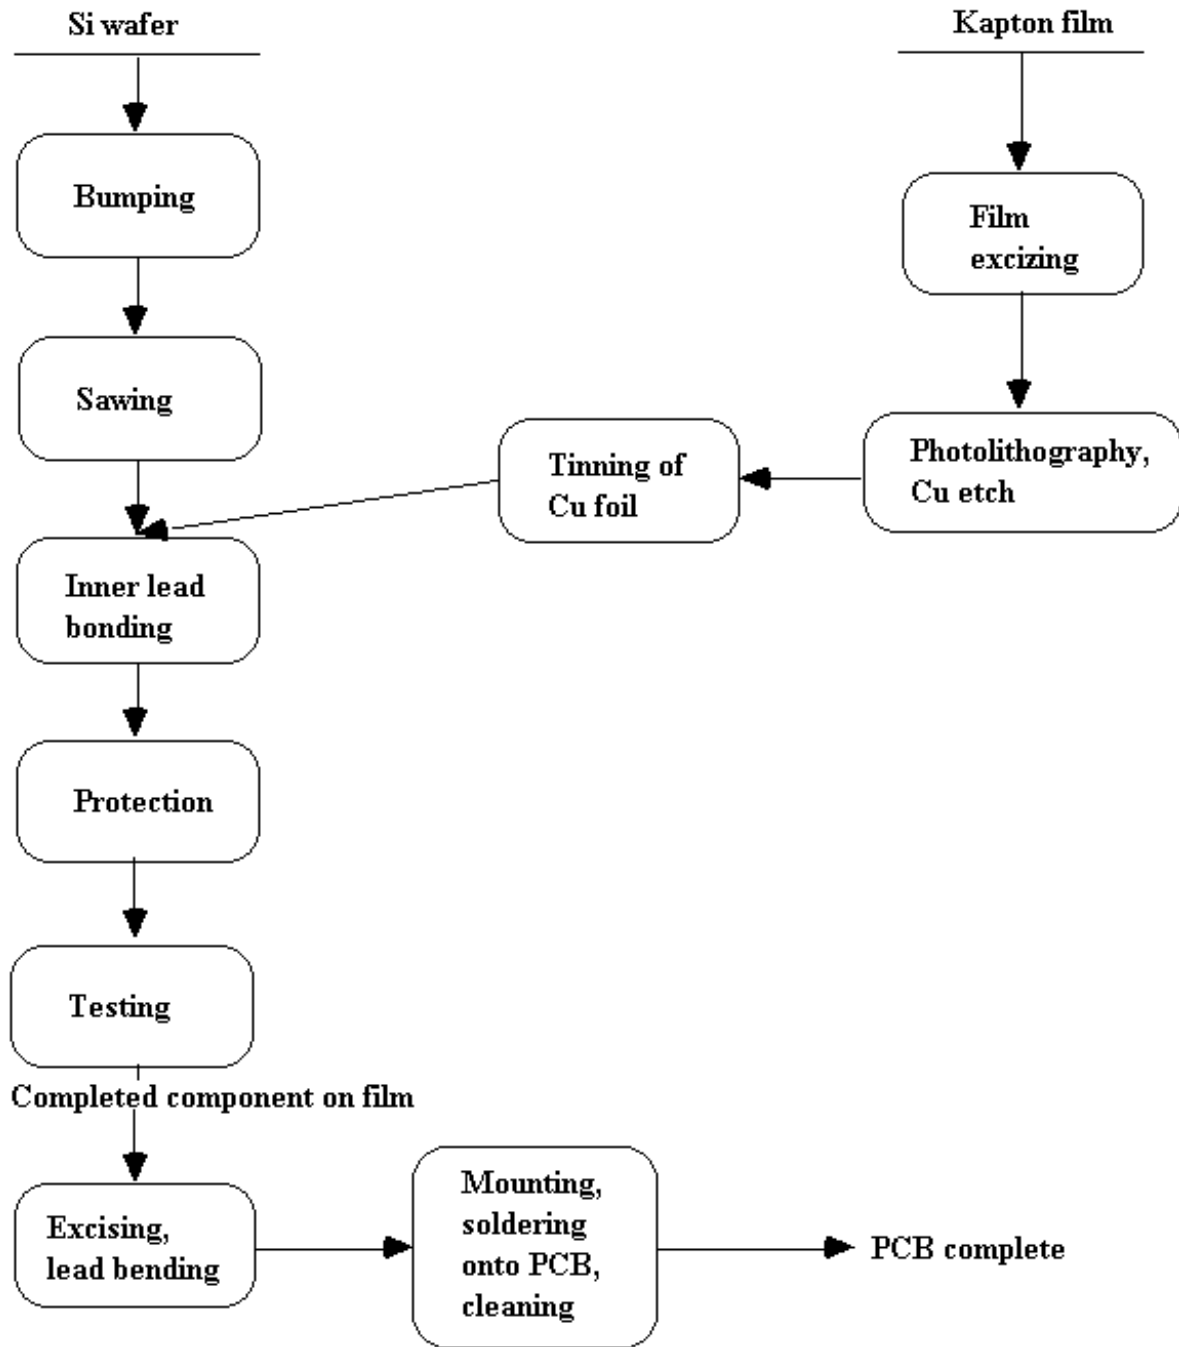 Si wafer
Kapton film
Bumping
Film
excizing
Sawing
Photolithography,
Cu etch
Tinning of
Cu foil
Inner lead
bonding
Protection
Testing
Completed component on film
Excising,
lead bending
Mounting,
soldering
onto PCB,
cleaning
PCB complete